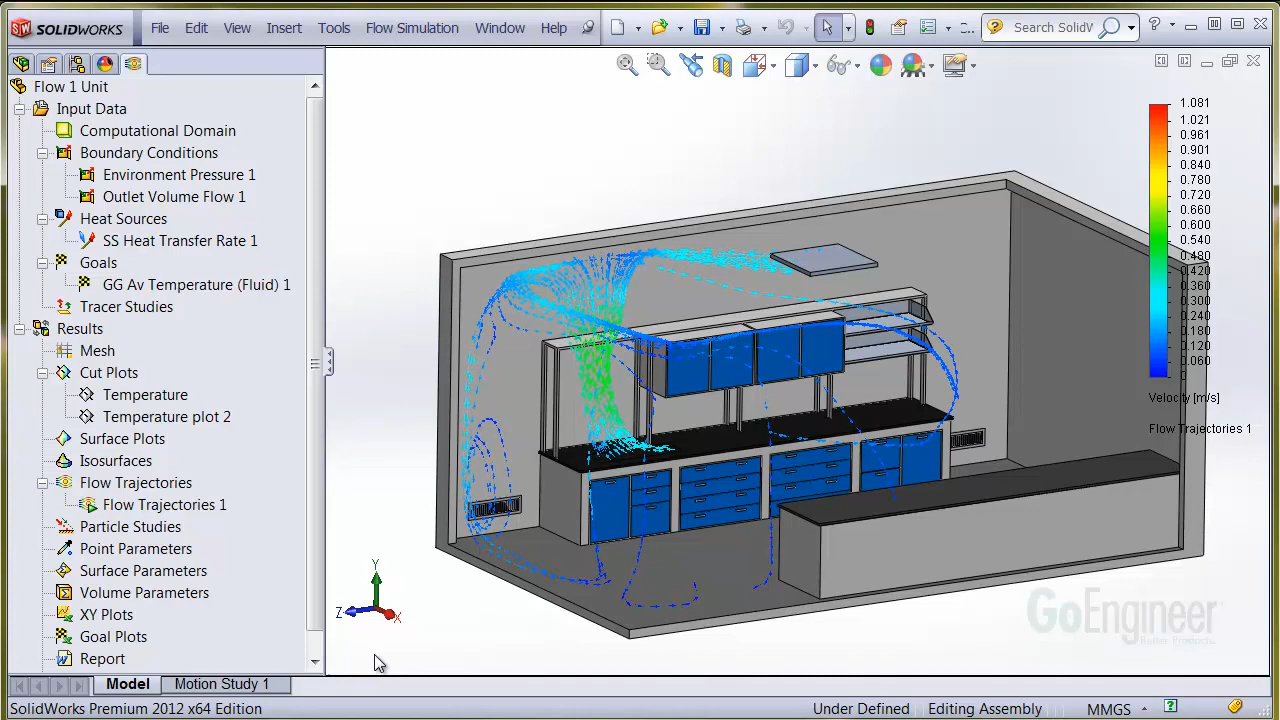 SOLIDWORKS File Edit View Insert Tools Flow Simulation Window Help ... Search SolidW ?
Flow 1 Unit
Input Data
Computational Domain
Boundary Conditions
Environment Pressure 1
Outlet Volume Flow 1
Heat Sources
SS Heat Transfer Rate 1
Goals
GG Av Temperature (Fluid) 1
Tracer Studies
Results
Mesh
Cut Plots
Temperature
Temperature plot 2
Surface Plots
Isosurfaces
Flow Trajectories
Flow Trajectories 1
Particle Studies
Point Parameters
Surface Parameters
Volume Parameters
XY Plots
Goal Plots
Report
1.081
1.021
0.961
0.901
0.840
0.780
0.720
0.660
0.600
0.540
0.480
0.420
0.360
0.300
0.240
0.180
0.120
0.060
0
Velocity [m/s]
Flow Trajectories 1
Y
Z
X
GoEngineer
Better Products.
Model Motion Study 1
SolidWorks Premium 2012 x64 Edition Under Defined Editing Assembly MMGS ?